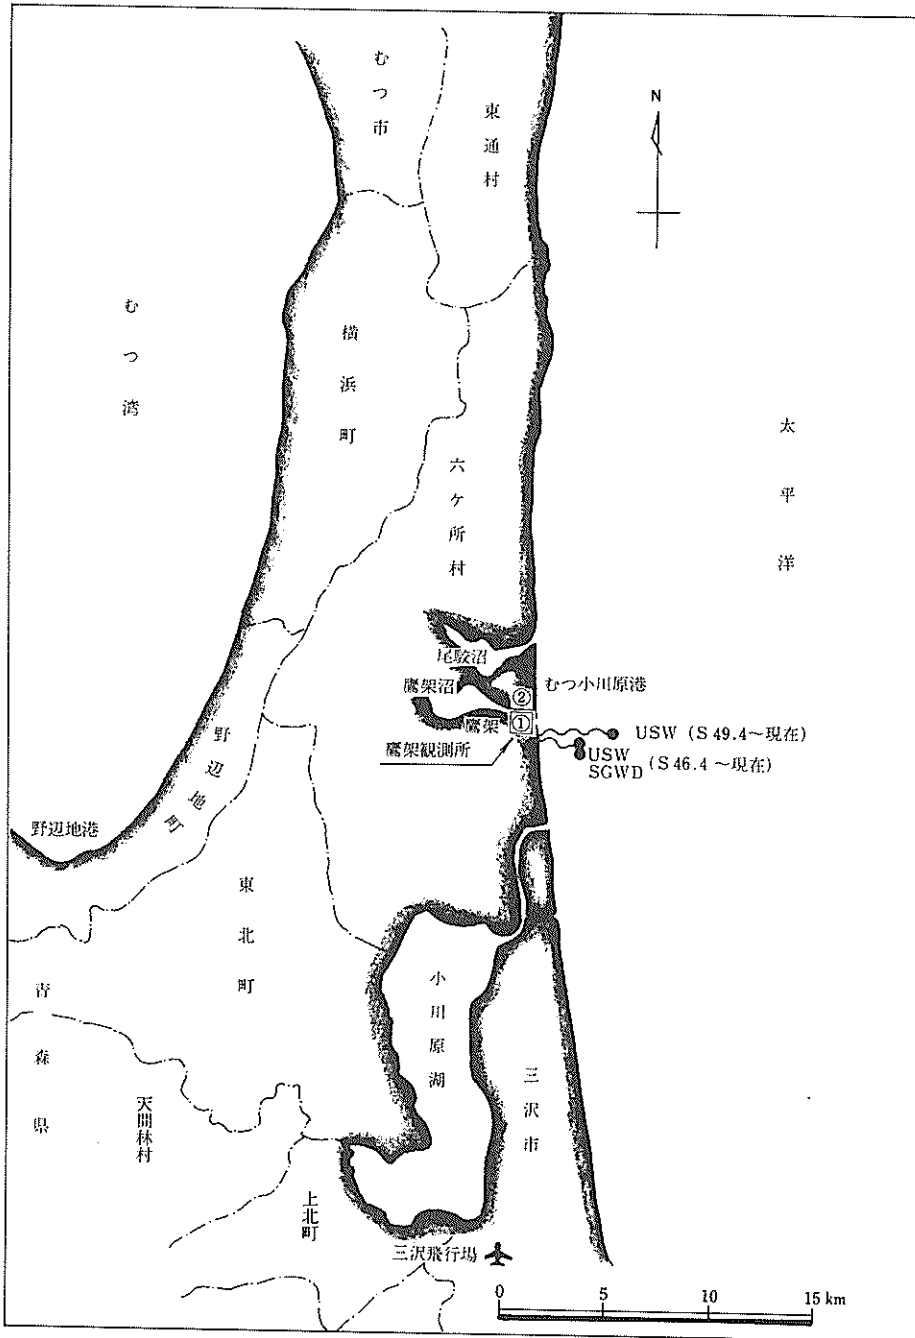 むつ市
東通村
N
むつ湾
横浜町
太平洋
六ケ所村
尾駮沼
鷹架沼
②
むつ小川原港
鷹架
①
USW (S 49.4～現在)
鷹架観測所
USW
SGWD
(S 46.4 ～現在)
野辺地町
野辺地港
東北町
小川原湖
青森県
三沢市
天間林村
上北町
三沢飛行場
0 5 10 15 km